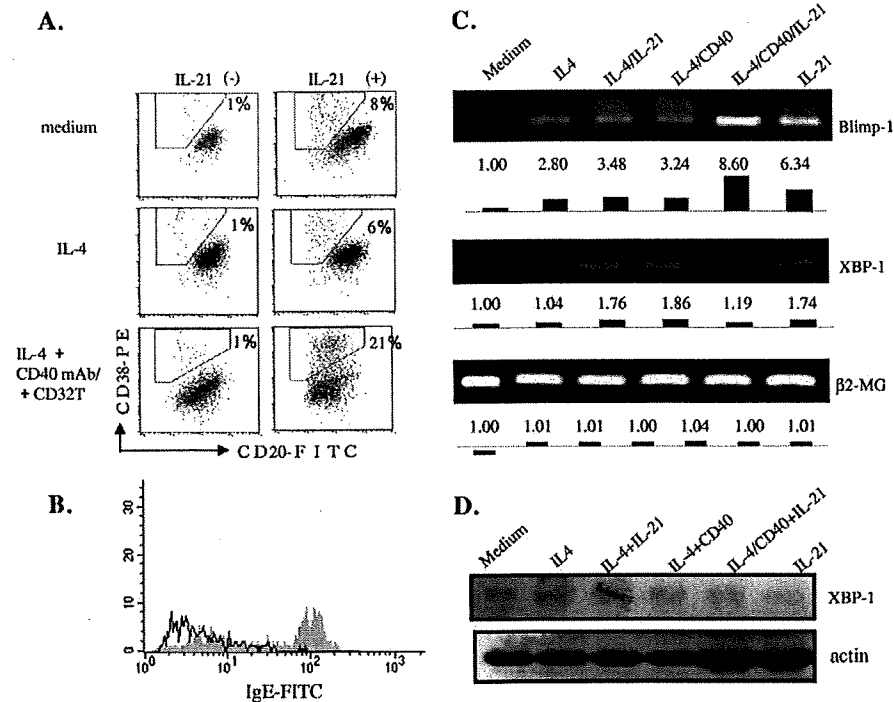 A.
IL-21 (-) IL-21 (+)
medium
1%
8%
IL-4
1%
6%
IL-4 +
CD40 mAb/
+ CD32T
1%
21%
CD38-PE
CD20-FITC
B.
30
20
10
0
10⁰ 10¹ 10² 10³
IgE-FITC
C.
Medium IL4 IL-4/IL-21 IL-4/CD40 IL-4/CD40/IL-21 IL-21
Blimp-1
1.00 2.80 3.48 3.24 8.60 6.34
XBP-1
1.00 1.04 1.76 1.86 1.19 1.74
β2-MG
1.00 1.01 1.01 1.00 1.04 1.00 1.01
D.
Medium IL4 IL-4+IL-21 IL-4+CD40 IL-4/CD40+IL-21 IL-21
XBP-1
actin